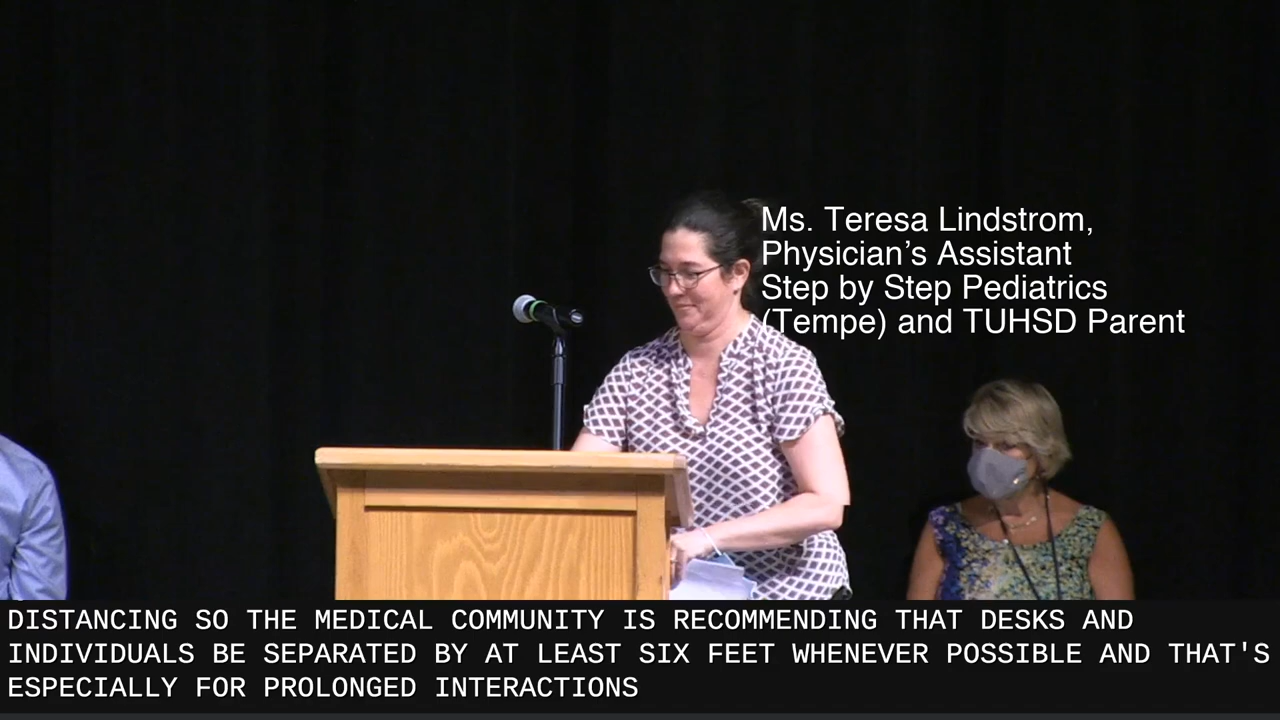 Ms. Teresa Lindstrom,
Physician’s Assistant
Step by Step Pediatrics
(Tempe) and TUHSD Parent
DISTANCING SO THE MEDICAL COMMUNITY IS RECOMMENDING THAT DESKS AND
INDIVIDUALS BE SEPARATED BY AT LEAST SIX FEET WHENEVER POSSIBLE AND THAT'S
ESPECIALLY FOR PROLONGED INTERACTIONS